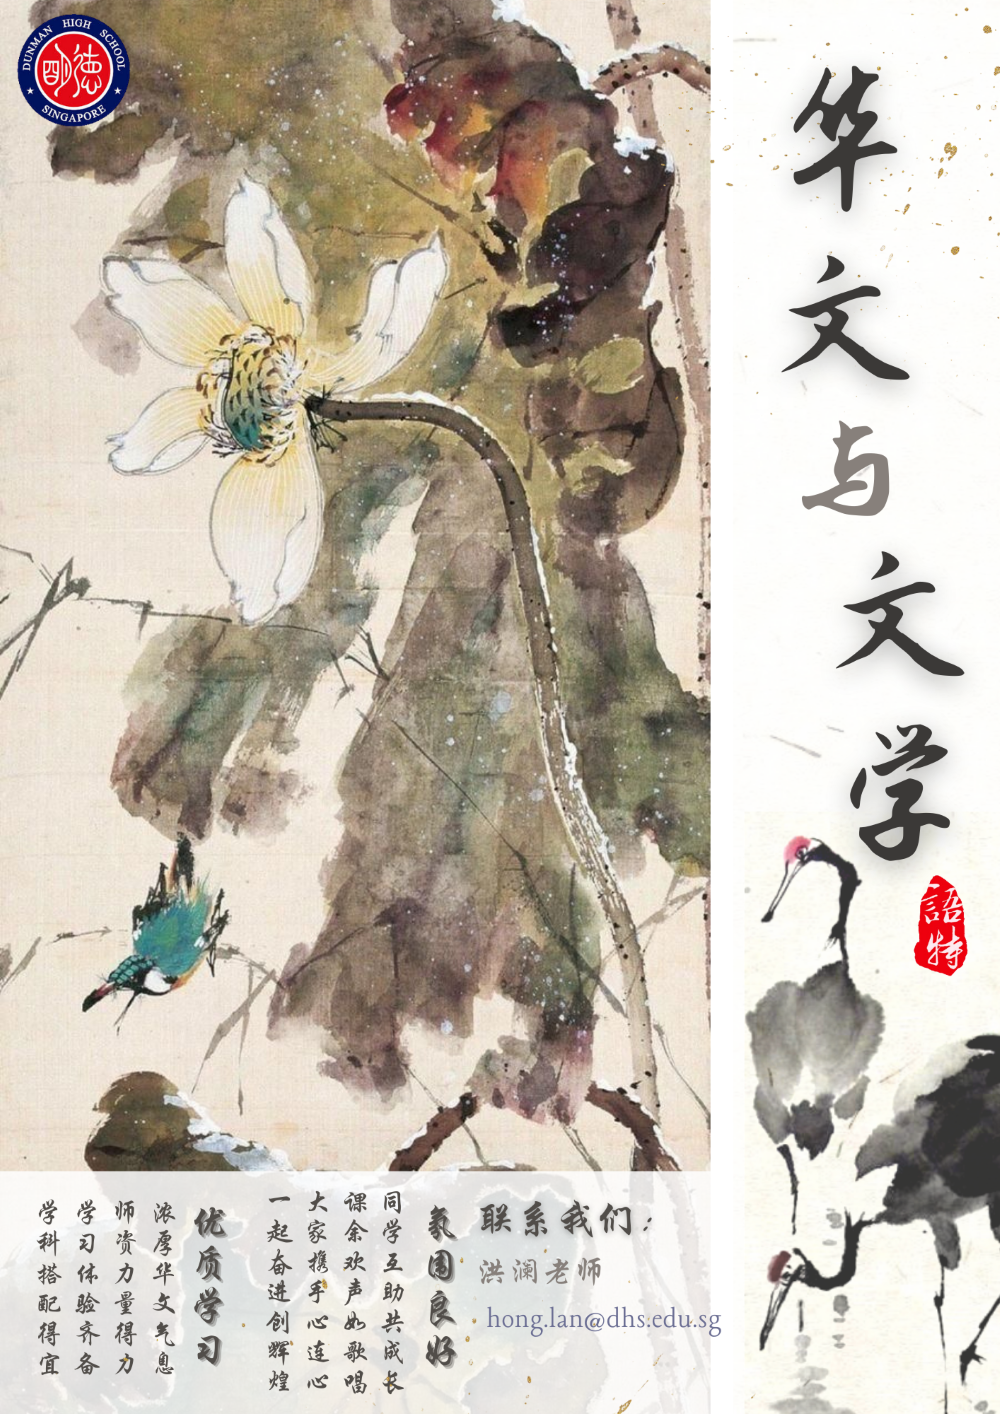 DUNMAN HIGH SCHOOL
SINGAPORE
华文与文学
語特
联系我们:
洪澜老师
hong.lan@dhs.edu.sg
氛围良好
同学互助共成长
课余欢声如歌唱
大家携手心连心
一起奋进创辉煌
优质学习
浓厚华文气息
师资力量得力
学习体验齐备
学科搭配得宜